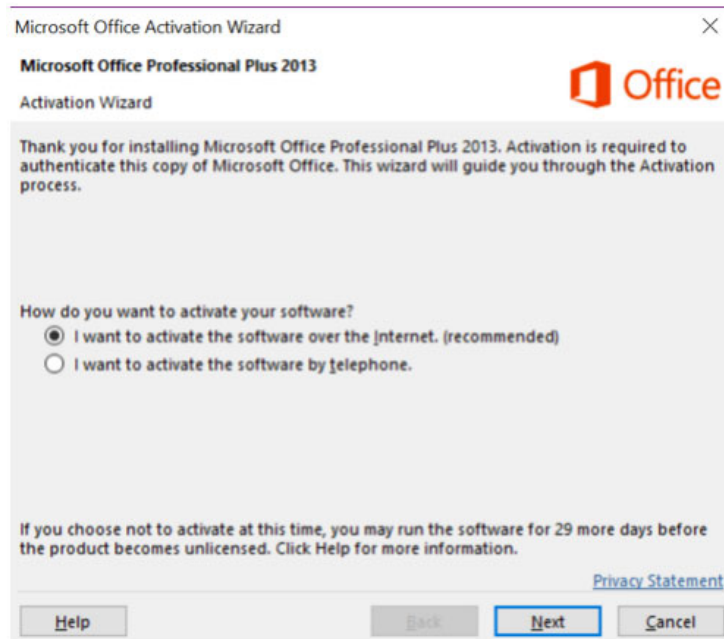 Microsoft Office Activation Wizard
Microsoft Office Professional Plus 2013
Office
Activation Wizard
Thank you for installing Microsoft Office Professional Plus 2013. Activation is required to
authenticate this copy of Microsoft Office. This wizard will guide you through the Activation
process.
How do you want to activate your software?
I want to activate the software over the Internet. (recommended)
I want to activate the software by telephone.
If you choose not to activate at this time, you may run the software for 29 more days before
the product becomes unlicensed. Click Help for more information.
Privacy Statement
Help Back Next Cancel